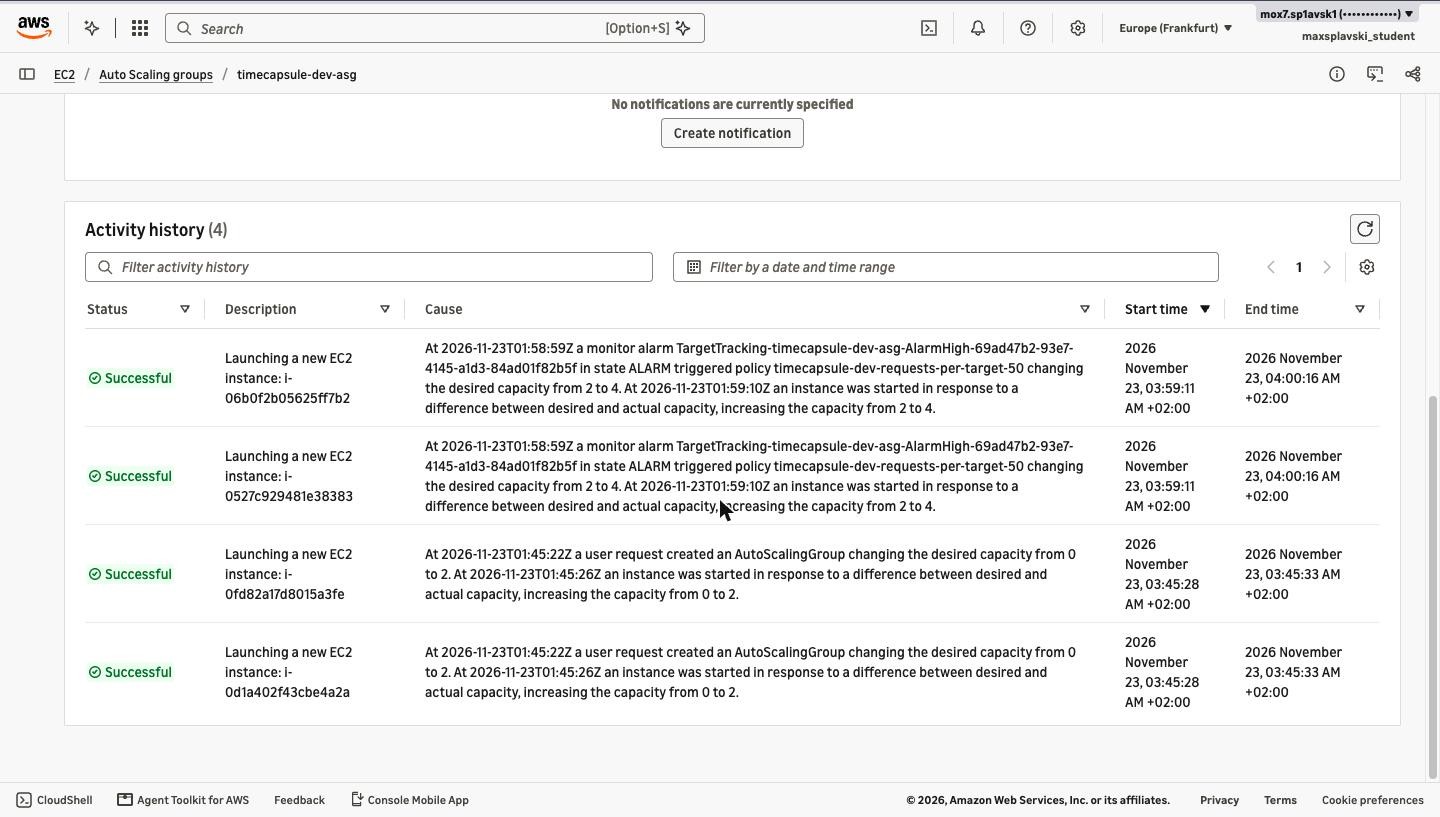 aws
Search
[Option+S]
Europe (Frankfurt)
mox7.sp1avsk1 (••••••••••••)
maxsplavski_student
EC2 / Auto Scaling groups / timecapsule-dev-asg
No notifications are currently specified
Create notification
Activity history (4)
Filter activity history
Filter by a date and time range
1
Status
Description
Cause
Start time
End time
Successful
Launching a new EC2
instance: i-
06b0f2b05625ff7b2
At 2026-11-23T01:58:59Z a monitor alarm TargetTracking-timecapsule-dev-asg-AlarmHigh-69ad47b2-93e7-
4145-a1d3-84ad01f82b5f in state ALARM triggered policy timecapsule-dev-requests-per-target-50 changing
the desired capacity from 2 to 4. At 2026-11-23T01:59:10Z an instance was started in response to a
difference between desired and actual capacity, increasing the capacity from 2 to 4.
2026
November
23, 03:59:11
AM +02:00
2026 November
23, 04:00:16 AM
+02:00
Successful
Launching a new EC2
instance: i-
0527c929481e38383
At 2026-11-23T01:58:59Z a monitor alarm TargetTracking-timecapsule-dev-asg-AlarmHigh-69ad47b2-93e7-
4145-a1d3-84ad01f82b5f in state ALARM triggered policy timecapsule-dev-requests-per-target-50 changing
the desired capacity from 2 to 4. At 2026-11-23T01:59:10Z an instance was started in response to a
difference between desired and actual capacity, increasing the capacity from 2 to 4.
2026
November
23, 03:59:11
AM +02:00
2026 November
23, 04:00:16 AM
+02:00
Successful
Launching a new EC2
instance: i-
0fd82a17d8015a3fe
At 2026-11-23T01:45:22Z a user request created an AutoScalingGroup changing the desired capacity from 0
to 2. At 2026-11-23T01:45:26Z an instance was started in response to a difference between desired and
actual capacity, increasing the capacity from 0 to 2.
2026
November
23, 03:45:28
AM +02:00
2026 November
23, 03:45:33 AM
+02:00
Successful
Launching a new EC2
instance: i-
0d1a402f43cbe4a2a
At 2026-11-23T01:45:22Z a user request created an AutoScalingGroup changing the desired capacity from 0
to 2. At 2026-11-23T01:45:26Z an instance was started in response to a difference between desired and
actual capacity, increasing the capacity from 0 to 2.
2026
November
23, 03:45:28
AM +02:00
2026 November
23, 03:45:33 AM
+02:00
CloudShell
Agent Toolkit for AWS
Feedback
Console Mobile App
© 2026, Amazon Web Services, Inc. or its affiliates.
Privacy
Terms
Cookie preferences